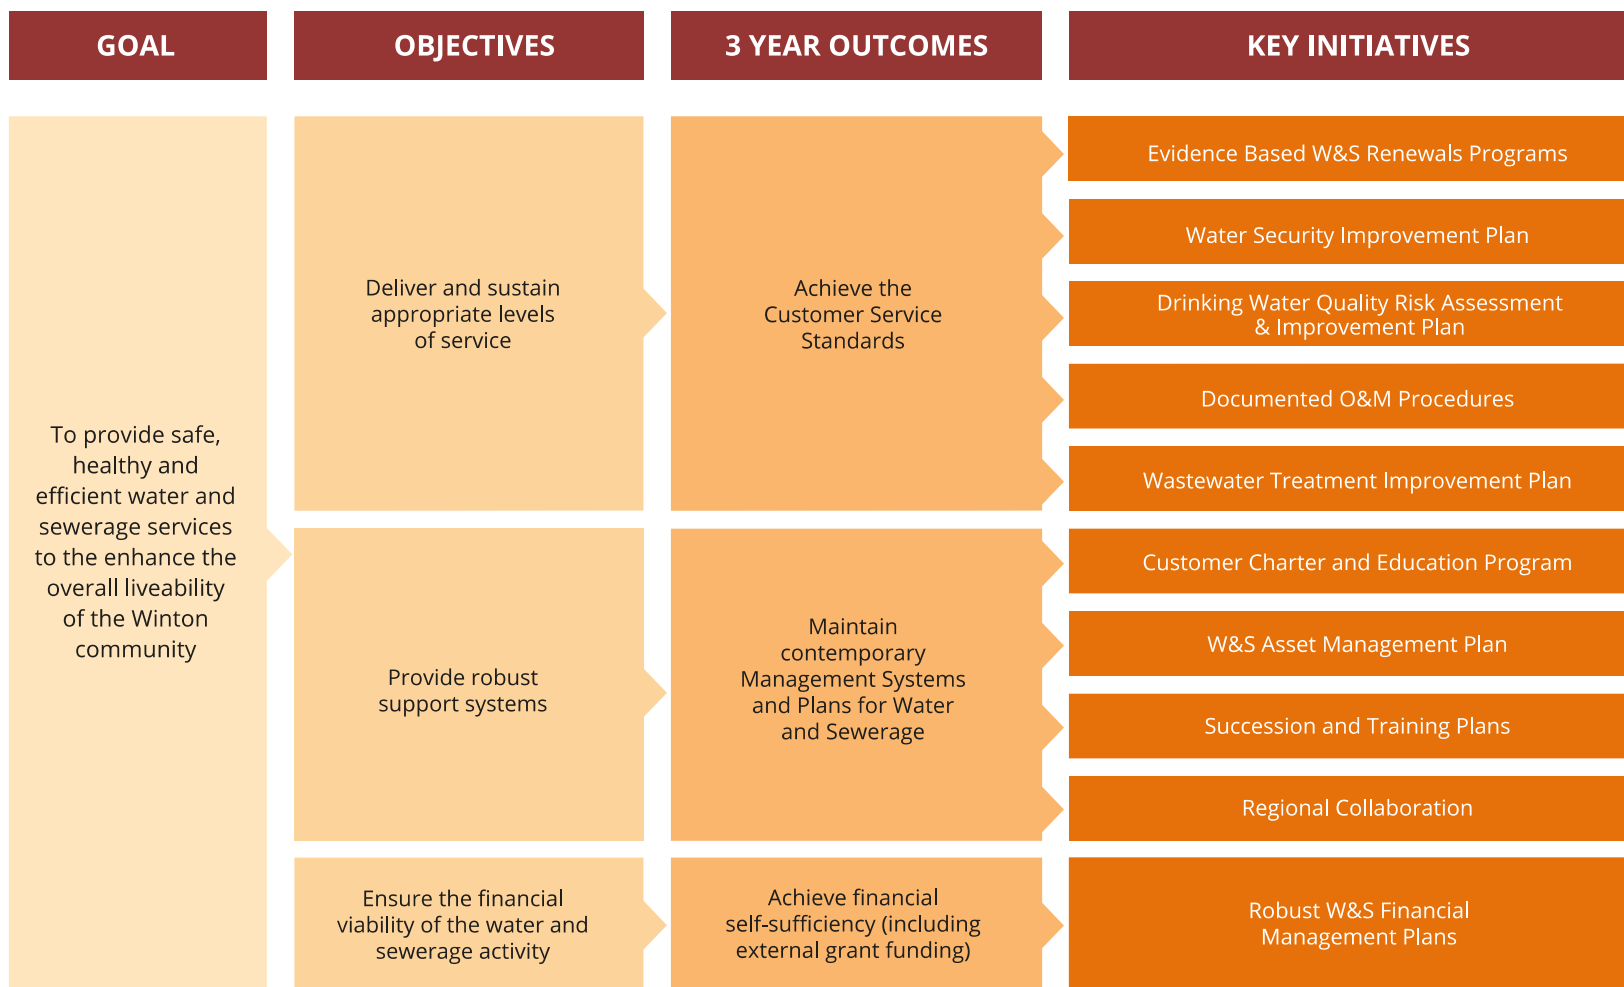 GOAL
OBJECTIVES
3 YEAR OUTCOMES
KEY INITIATIVES
To provide safe,
healthy and
efficient water and
sewerage services
to the enhance the
overall liveability
of the Winton
community
Deliver and sustain
appropriate levels
of service
Achieve the
Customer Service
Standards
Evidence Based W&S Renewals Programs
Water Security Improvement Plan
Drinking Water Quality Risk Assessment
& Improvement Plan
Documented O&M Procedures
Wastewater Treatment Improvement Plan
Provide robust
support systems
Maintain
contemporary
Management Systems
and Plans for Water
and Sewerage
Customer Charter and Education Program
W&S Asset Management Plan
Succession and Training Plans
Regional Collaboration
Ensure the financial
viability of the water and
sewerage activity
Achieve financial
self-sufficiency (including
external grant funding)
Robust W&S Financial
Management Plans